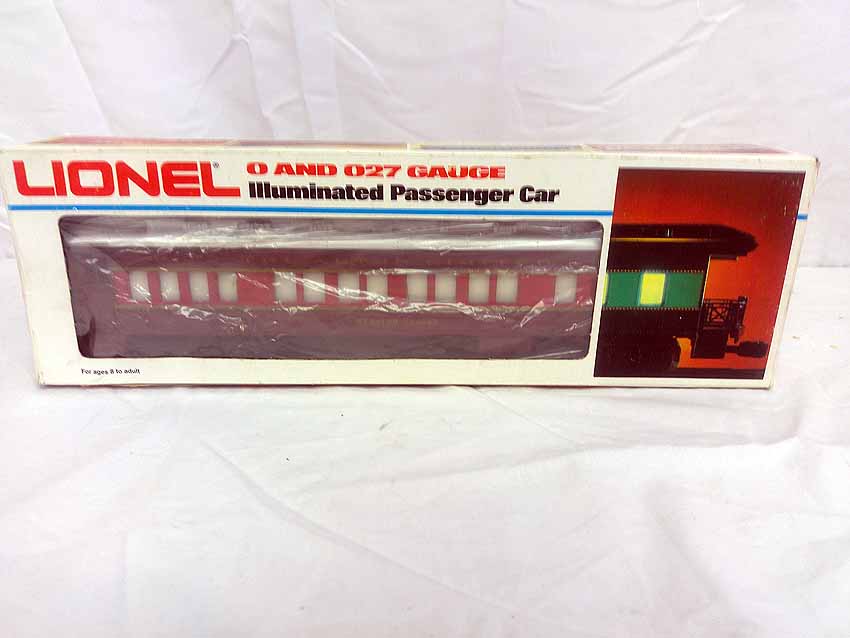 LIONEL®
O AND O27 GAUGE
Illuminated Passenger Car
For ages 8 to adult